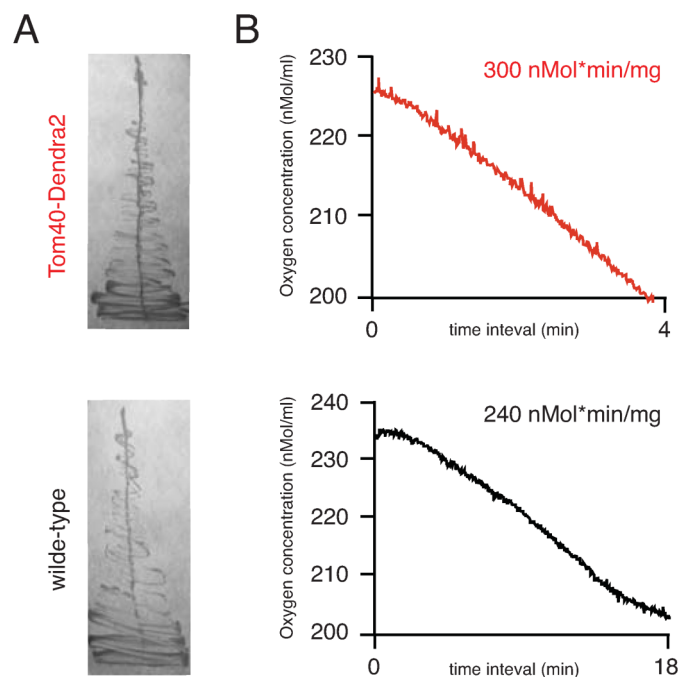 A
B
Tom40-Dendra2
Oxygen concentration (nMol/ml)
230
220
210
200
300 nMol*min/mg
0
time inteval (min)
4
wilde-type
Oxygen concentration (nMol/ml)
240
230
220
210
200
240 nMol*min/mg
0
time inteval (min)
18